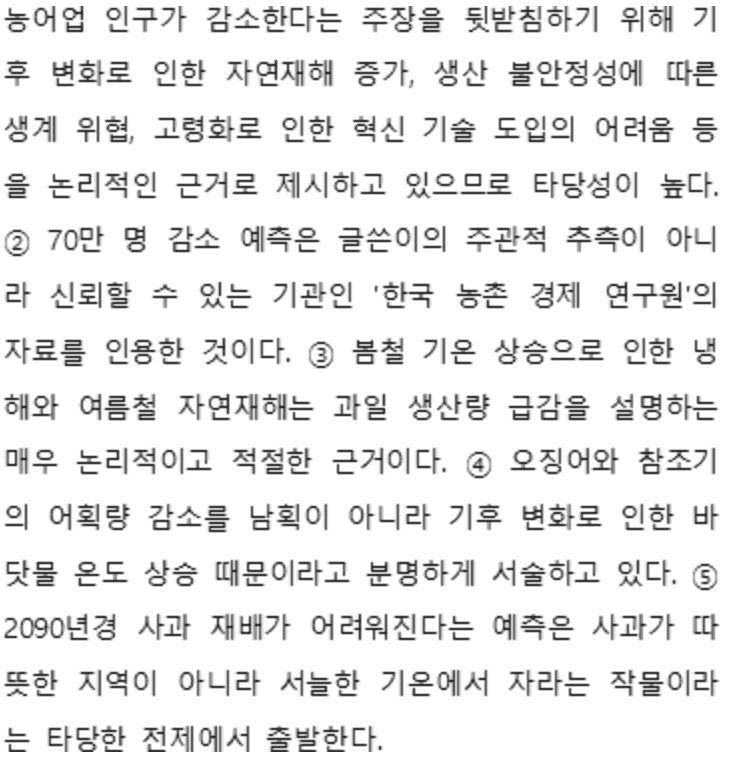 농어업 인구가 감소한다는 주장을 뒷받침하기 위해 기
후 변화로 인한 자연재해 증가, 생산 불안정성에 따른
생계 위협, 고령화로 인한 혁신 기술 도입의 어려움 등
을 논리적인 근거로 제시하고 있으므로 타당성이 높다.
② 70만 명 감소 예측은 글쓴이의 주관적 추측이 아니
라 신뢰할 수 있는 기관인 '한국 농촌 경제 연구원'의
자료를 인용한 것이다. ③ 봄철 기온 상승으로 인한 냉
해와 여름철 자연재해는 과일 생산량 급감을 설명하는
매우 논리적이고 적절한 근거이다. ④ 오징어와 참조기
의 어획량 감소를 남획이 아니라 기후 변화로 인한 바
닷물 온도 상승 때문이라고 분명하게 서술하고 있다. ⑤
2090년경 사과 재배가 어려워진다는 예측은 사과가 따
뜻한 지역이 아니라 서늘한 기온에서 자라는 작물이라
는 타당한 전제에서 출발한다.